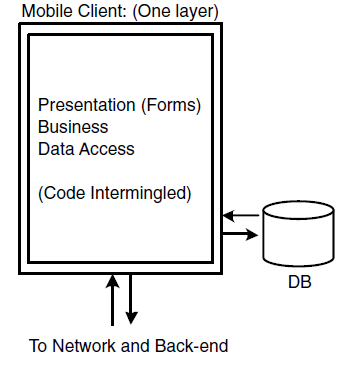 Mobile Client: (One layer)
Presentation (Forms)
Business
Data Access
(Code Intermingled)
DB
To Network and Back-end